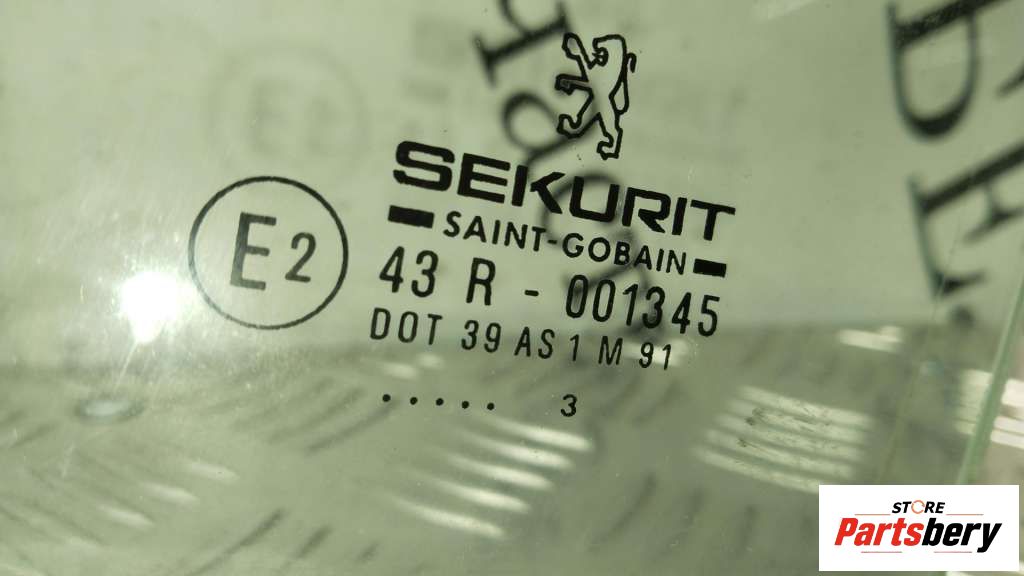 SEKURIT
SAINT-GOBAIN
E2
43 R - 001345
DOT 39 AS 1 M 91
..... 3
STORE
Partsbery